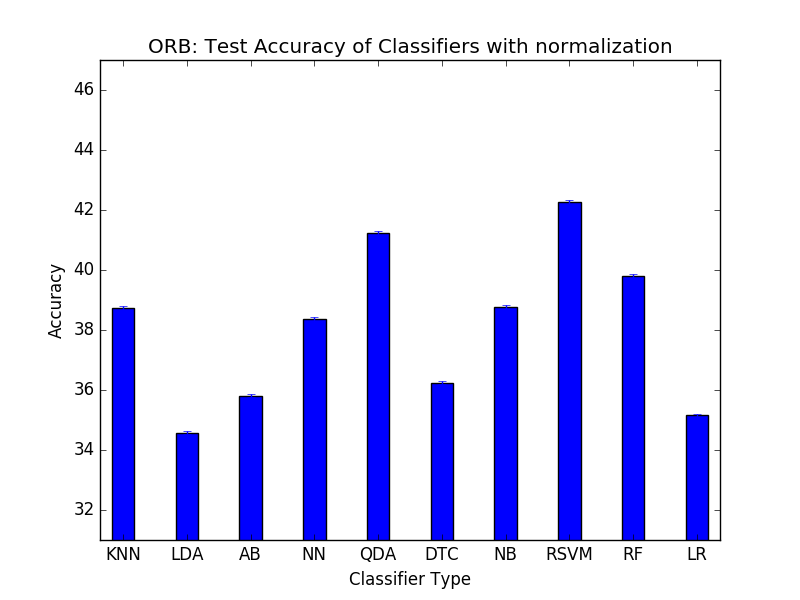 ORB: Test Accuracy of Classifiers with normalization
46
44
42
40
38
36
34
32
Accuracy
KNN LDA AB NN QDA DTC NB RSVM RF LR
Classifier Type